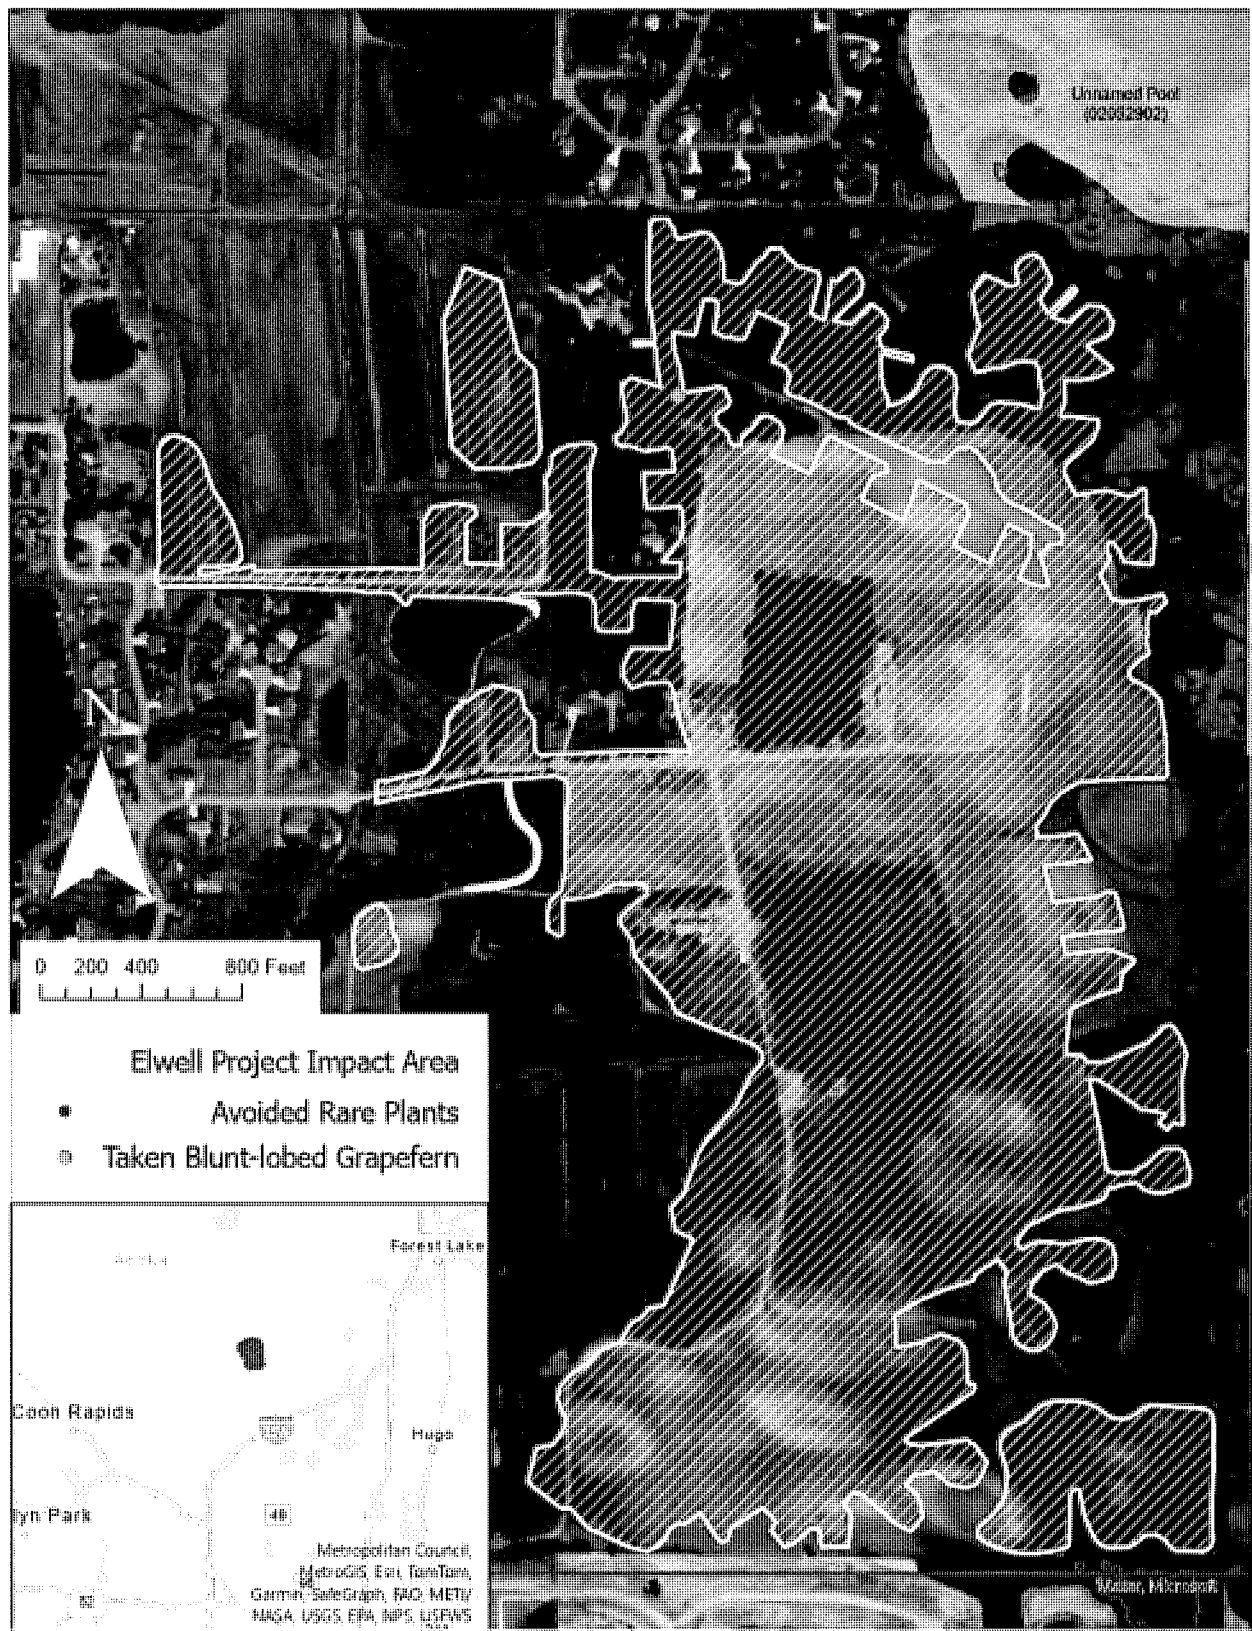 Unnamed Pool
N
0 200 400 800 Feet
Elwell Project Impact Area
Avoided Rare Plants
Taken Blunt-lobed Grapefern
Forest Lake
Anoka
Coon Rapids
Hugo
lyn Park
Metropolitan Council,
MetroGIS, Esri, TomTom,
Garmin, SafeGraph, FAO, METI/
NASA, USGS, EPA, NPS, USFWS
Maxar, Microsoft